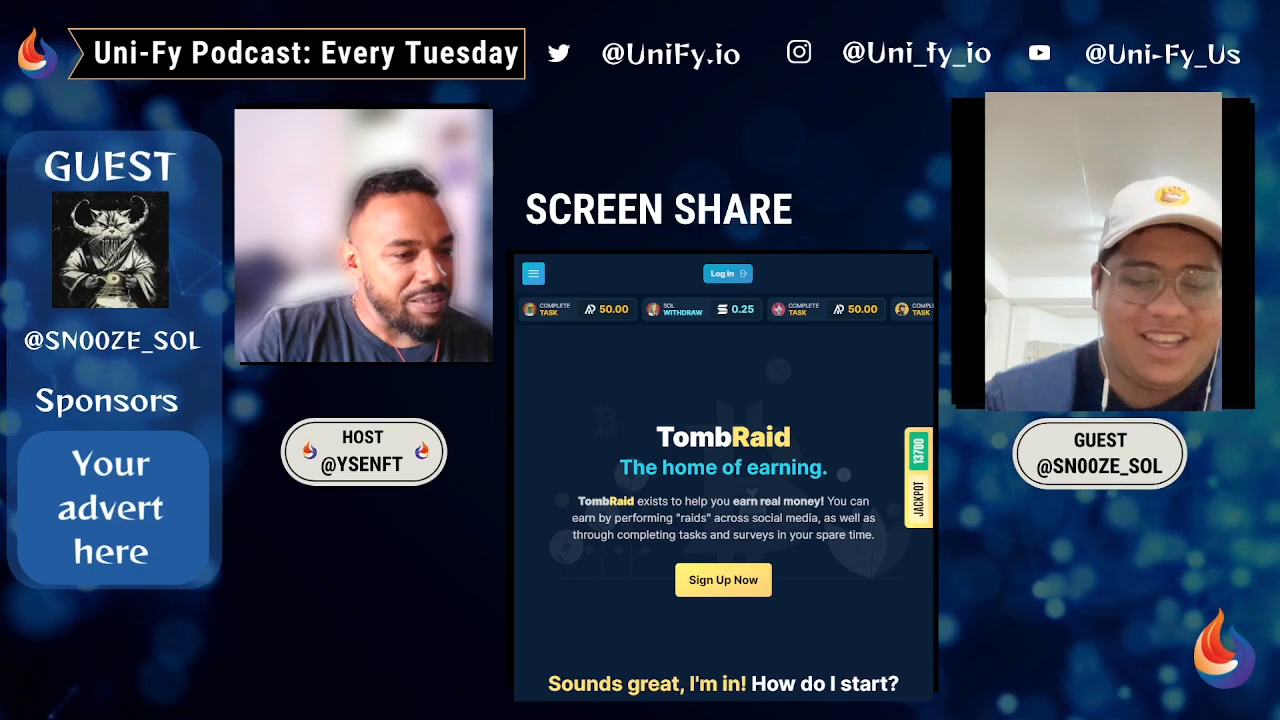 Uni-Fy Podcast: Every Tuesday
@UniFy.io
@Uni_fy_io
@Uni-Fy_Us
GUEST
@SN00ZE_SOL
Sponsors
Your
advert
here
HOST
@YSENFT
SCREEN SHARE
Log In
COMPLETE
TASK
50.00
SOL
WITHDRAW
0.25
COMPLETE
TASK
50.00
COMPL
TASK
TombRaid
The home of earning.
TombRaid exists to help you earn real money! You can
earn by performing "raids" across social media, as well as
through completing tasks and surveys in your spare time.
Sign Up Now
13700
JACKPOT
Sounds great, I'm in! How do I start?
GUEST
@SN00ZE_SOL